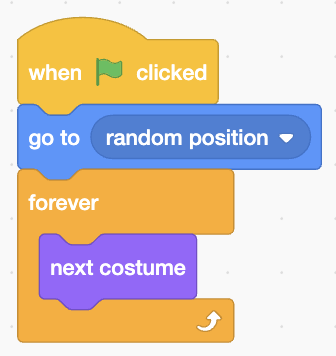 when clicked
go to random position
forever
next costume